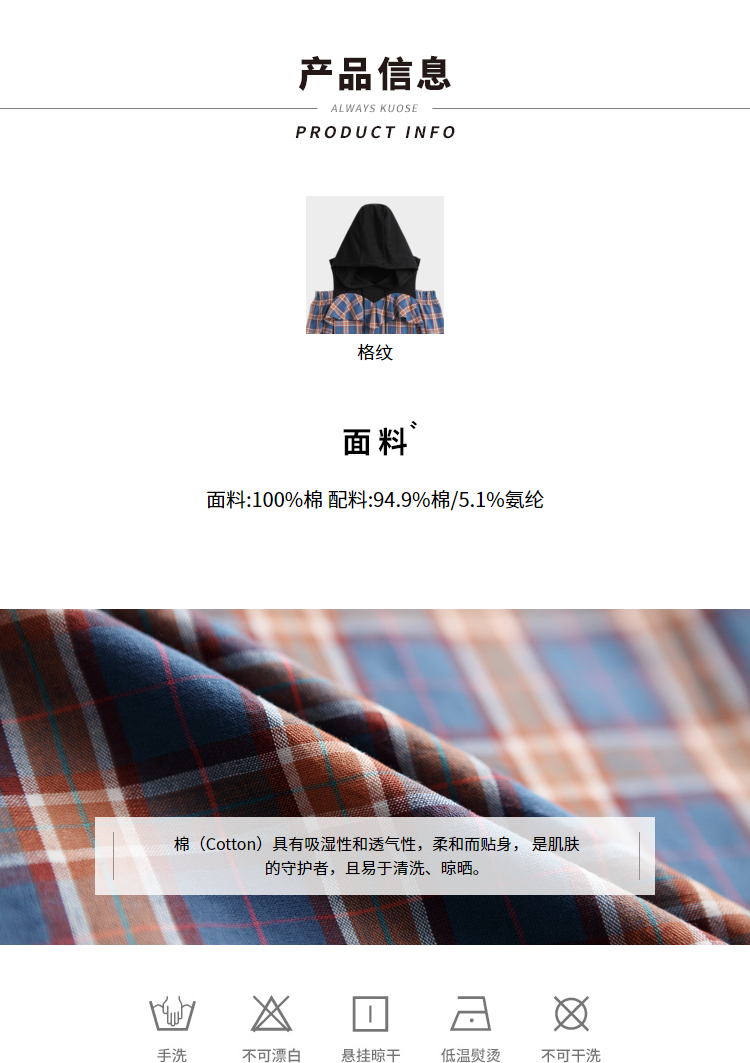 产品信息
ALWAYS KUOSE
PRODUCT INFO
格纹
面料
面料:100%棉 配料:94.9%棉/5.1%氨纶
棉（Cotton）具有吸湿性和透气性，柔和而贴身， 是肌肤
的守护者，且易于清洗、晾晒。
手洗 不可漂白 悬挂晾干 低温熨烫 不可干洗